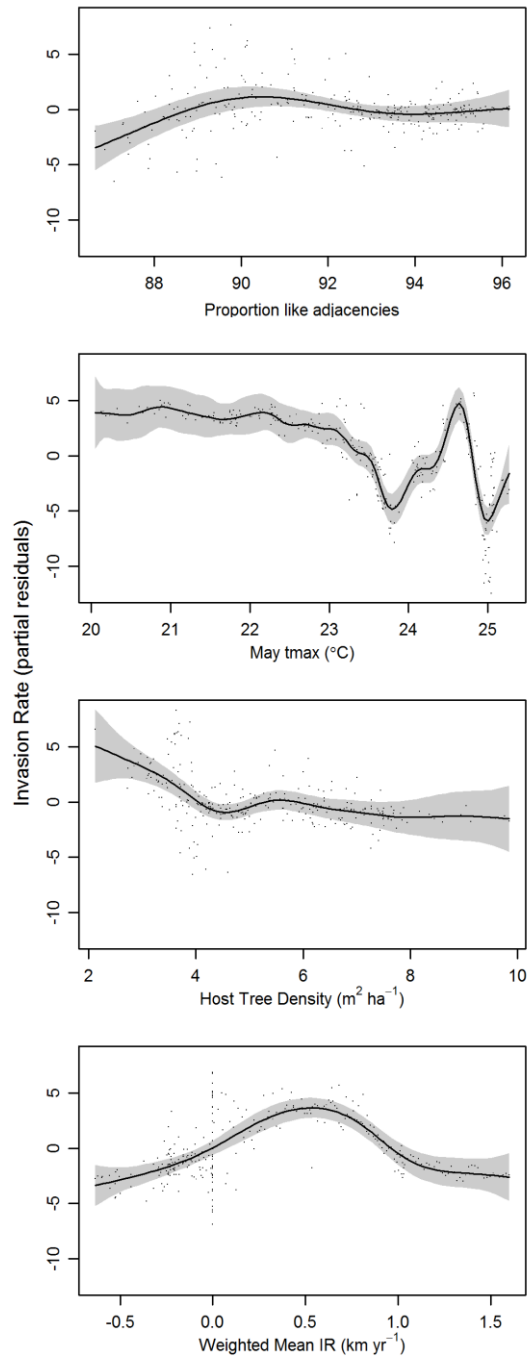 Invasion Rate (partial residuals)
5
0
-5
-10
88 90 92 94 96
Proportion like adjacencies
5
0
-5
-10
20 21 22 23 24 25
May tmax (°C)
5
0
-5
-10
2 4 6 8 10
Host Tree Density (m² ha⁻¹)
5
0
-5
-10
-0.5 0.0 0.5 1.0 1.5
Weighted Mean IR (km yr⁻¹)